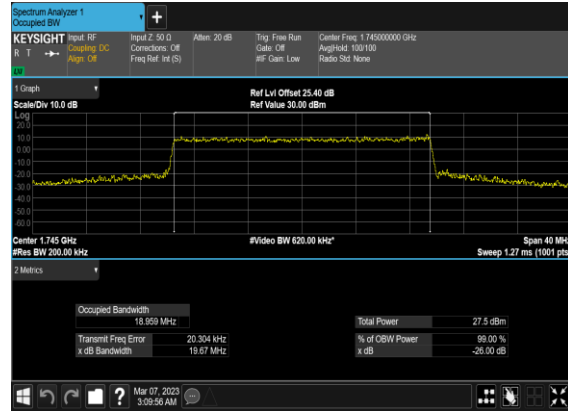 Spectrum Analyzer 1
Occupied BW
+
KEYSIGHT Input: RF Input Z: 50 Ω Atten: 20 dB Trig: Free Run Center Freq: 1.745000000 GHz
R T Coupling: DC Corrections: Off Gate: Off Avg|Hold: 100/100
Align: Off Freq Ref: Int (S) #IF Gain: Low Radio Std: None
LM
1 Graph Ref Lvl Offset 25.40 dB
Scale/Div 10.0 dB Ref Value 30.00 dBm
Log
20.0
10.0
0.00
-10.0
-20.0
-30.0
-40.0
-50.0
-60.0
Center 1.745 GHz #Video BW 620.00 kHz* Span 40 MHz
#Res BW 200.00 kHz Sweep 1.27 ms (1001 pts
2 Metrics
Occupied Bandwidth
18.959 MHz Total Power 27.5 dBm
Transmit Freq Error 20.304 kHz % of OBW Power 99.00 %
x dB Bandwidth 19.67 MHz x dB -26.00 dB
? Mar 07, 2023
3:09:56 AM